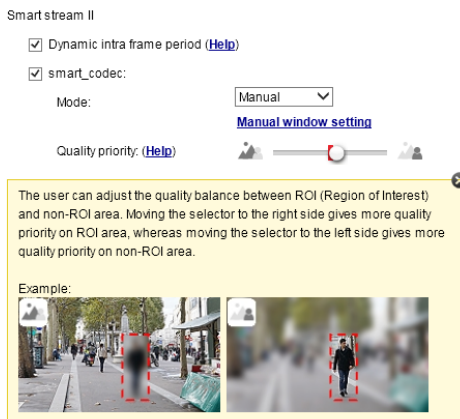 Smart stream II
Dynamic intra frame period (Help)
smart_codec:
Mode: Manual
Manual window setting
Quality priority: (Help)
The user can adjust the quality balance between ROI (Region of Interest)
and non-ROI area. Moving the selector to the right side gives more quality
priority on ROI area, whereas moving the selector to the left side gives more
quality priority on non-ROI area.
Example: